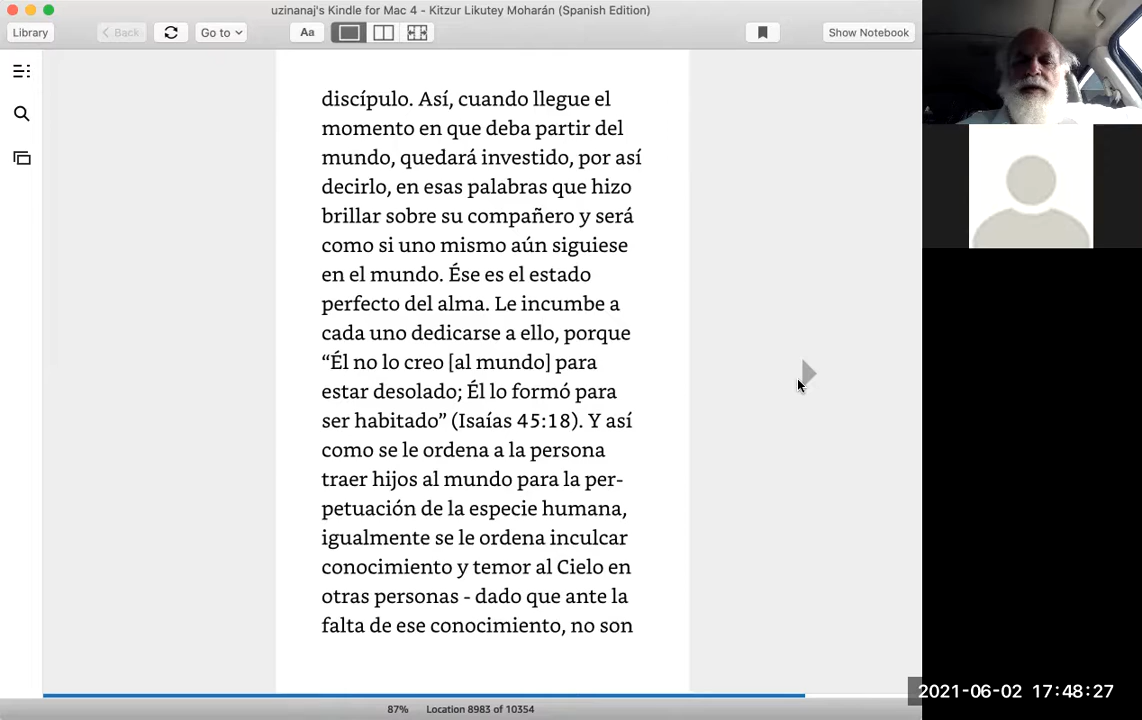 uzinanaj's Kindle for Mac 4 - Kitzur Likutey Moharán (Spanish Edition)
Library
Back
Go to
Aa
Show Notebook
discípulo. Así, cuando llegue el
momento en que deba partir del
mundo, quedará investido, por así
decirlo, en esas palabras que hizo
brillar sobre su compañero y será
como si uno mismo aún siguiese
en el mundo. Ése es el estado
perfecto del alma. Le incumbe a
cada uno dedicarse a ello, porque
“Él no lo creo [al mundo] para
estar desolado; Él lo formó para
ser habitado” (Isaías 45:18). Y así
como se le ordena a la persona
traer hijos al mundo para la per-
petuación de la especie humana,
igualmente se le ordena inculcar
conocimiento y temor al Cielo en
otras personas - dado que ante la
falta de ese conocimiento, no son
2021-06-02 17:48:27
87% Location 8983 of 10354